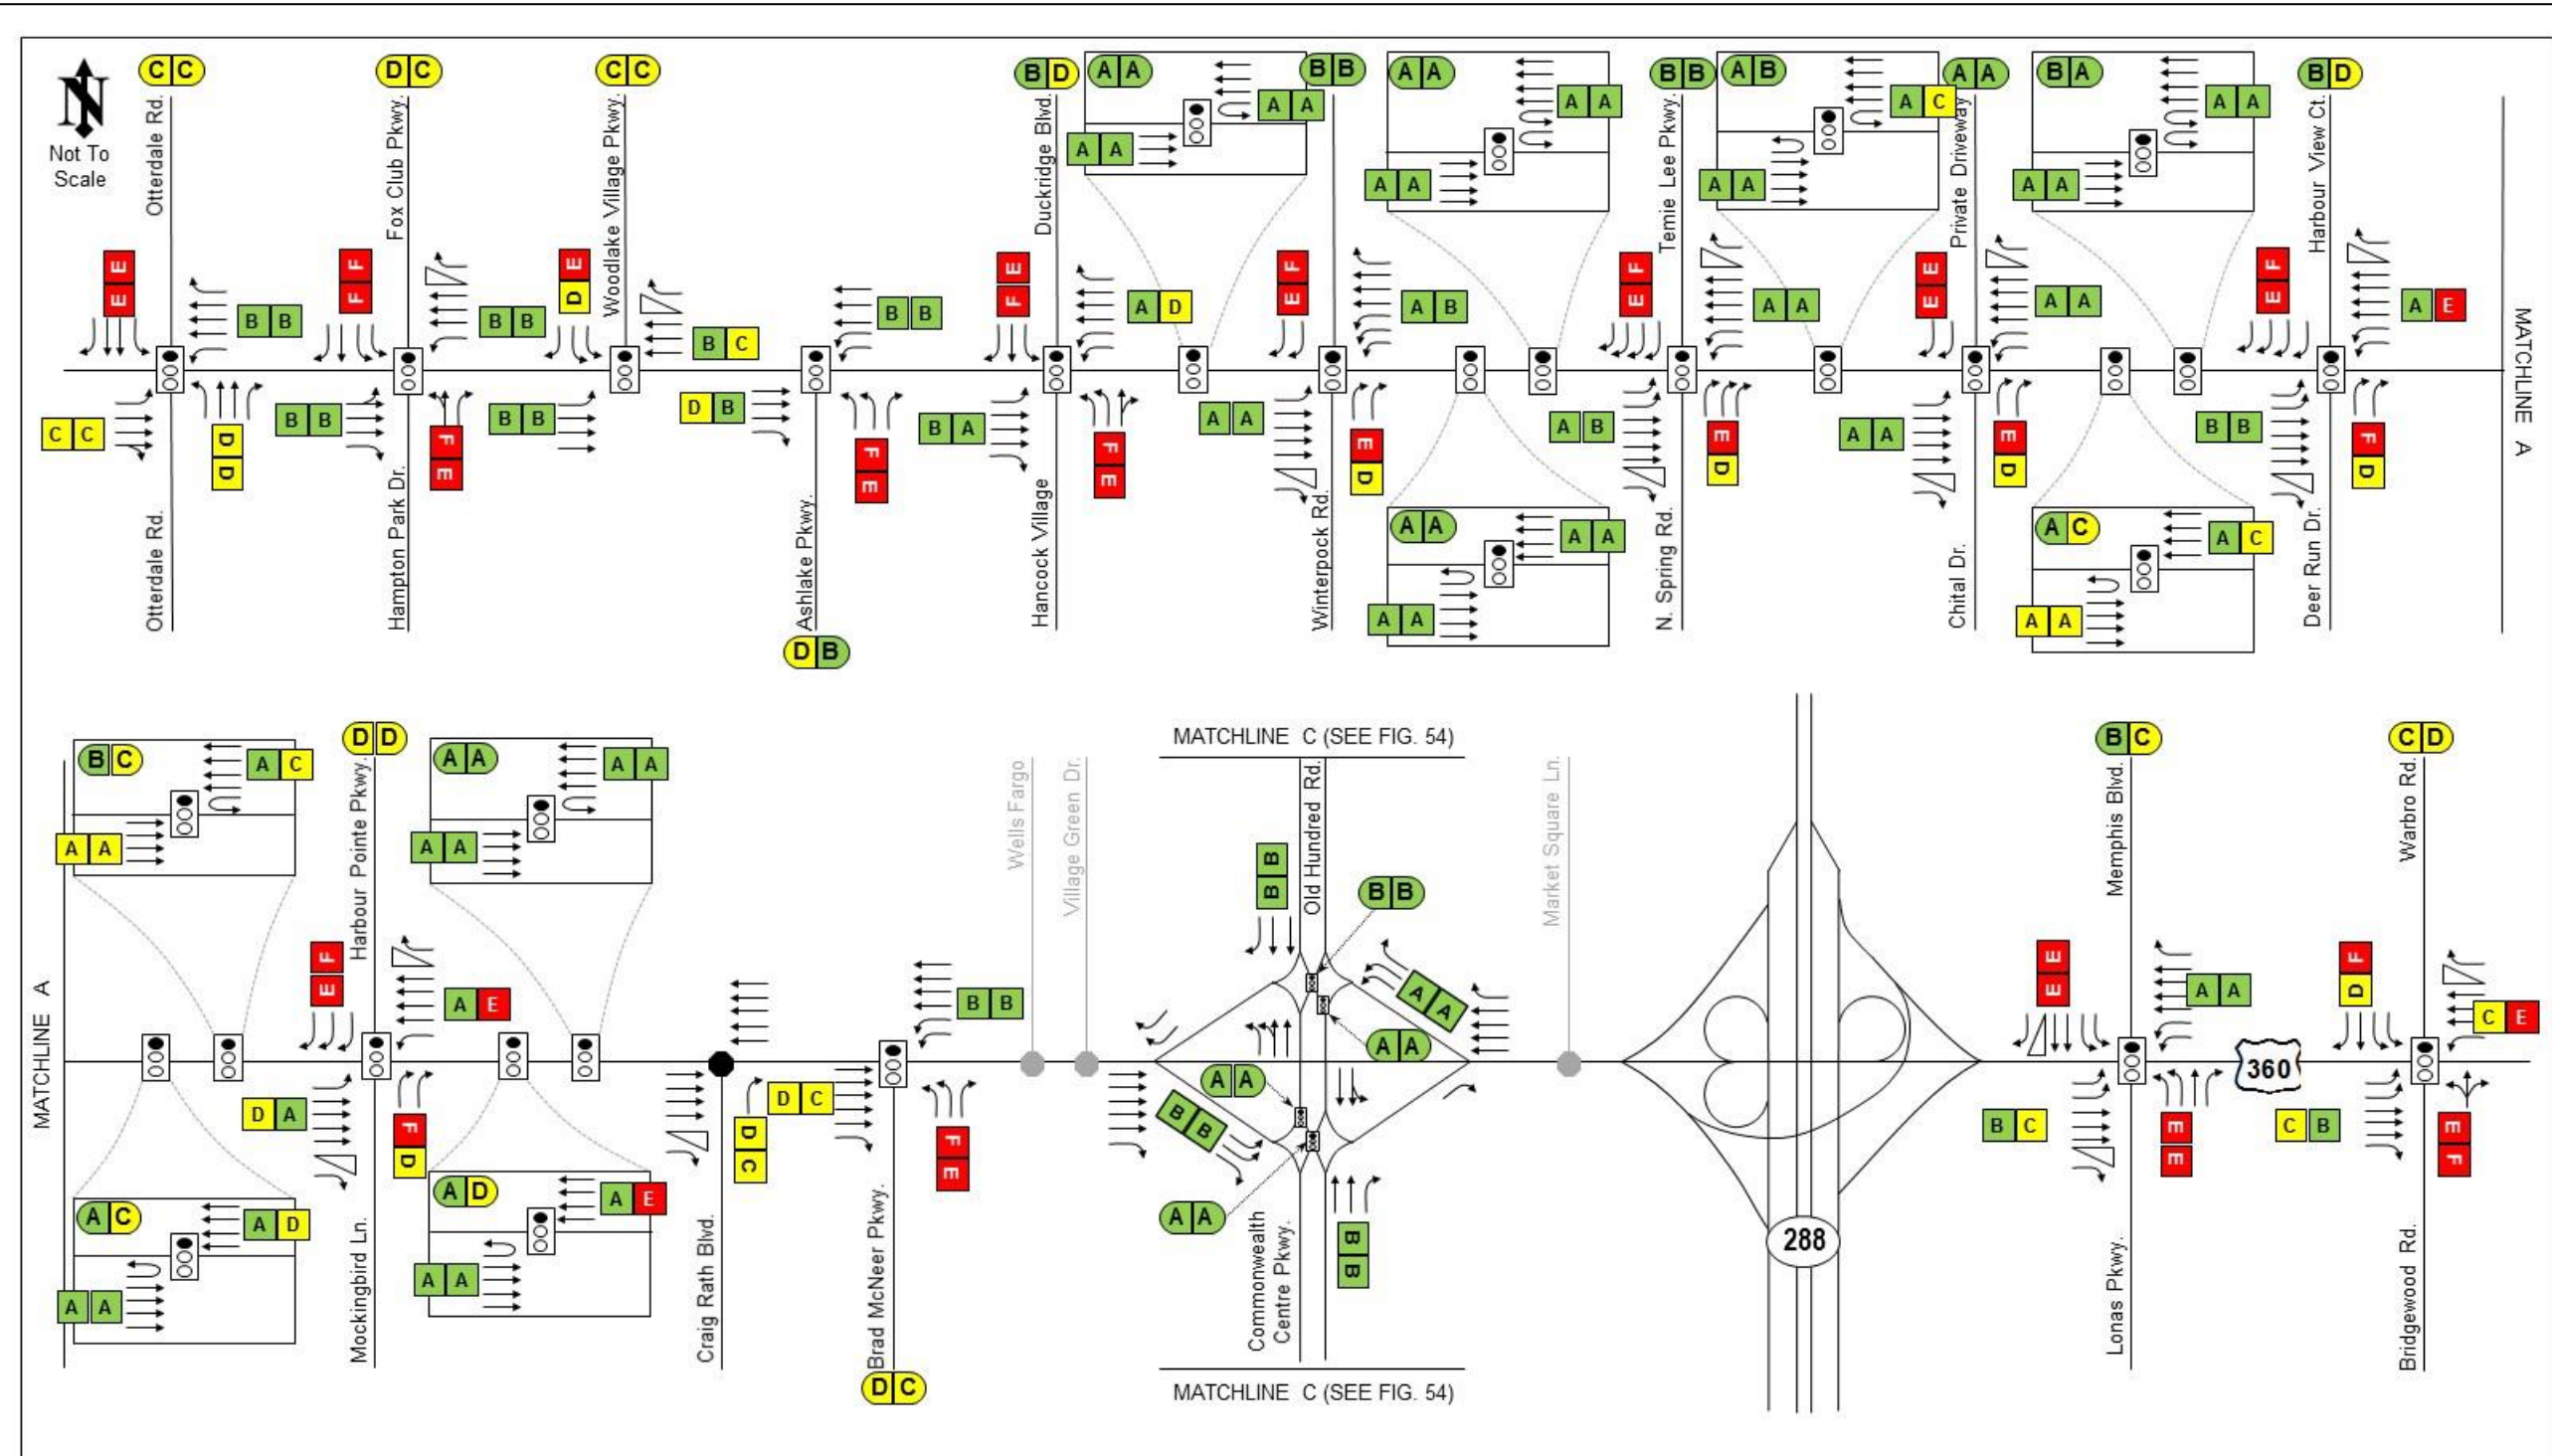 C C
D C
C C
B D
A A
B B
A A
B B
A B
A A
B A
B D
N
Not To
Scale
Otterdale Rd.
Fox Club Pkwy.
Woodlake Village Pkwy.
Duckridge Blvd.
Temie Lee Pkwy.
Private Driveway
Harbour View Ct.
A A
A A
A A
A A
A C
A A
A A
A A
E E
B B
F F
B B
E D
B C
B B
E F
A D
F E
A B
F E
A A
E E
A A
F E
A E
MATCHLINE A
C C
D D
B B
F E
B B
D B
F E
B A
F E
A A
E D
A B
E D
A A
E D
B B
F D
Otterdale Rd.
Hampton Park Dr.
Ashlake Pkwy.
Hancock Village
Winterpock Rd.
N. Spring Rd.
Chital Dr.
Deer Run Dr.
A A
A A
A A
A C
A C
A A
D B
B C
A C
A A
D D
Harbour Pointe Pkwy.
A A
A A
A A
Wells Fargo
Village Green Dr.
MATCHLINE C (SEE FIG. 54)
Old Hundred Rd.
Market Square Ln.
B C
Memphis Blvd.
C D
Warbro Rd.
MATCHLINE A
F E
A E
D A
F D
D C
D C
B B
F E
B B
B B
A A
A A
A A
B B
A A
B B
E E
A A
B C
E E
360
F D
C E
C B
E F
A C
A D
A A
Mockingbird Ln.
A D
A E
A A
Craig Rath Blvd.
Brad McNeer Pkwy.
D C
Commonwealth
Centre Pkwy.
MATCHLINE C (SEE FIG. 54)
288
Lonas Pkwy.
Bridgewood Rd.